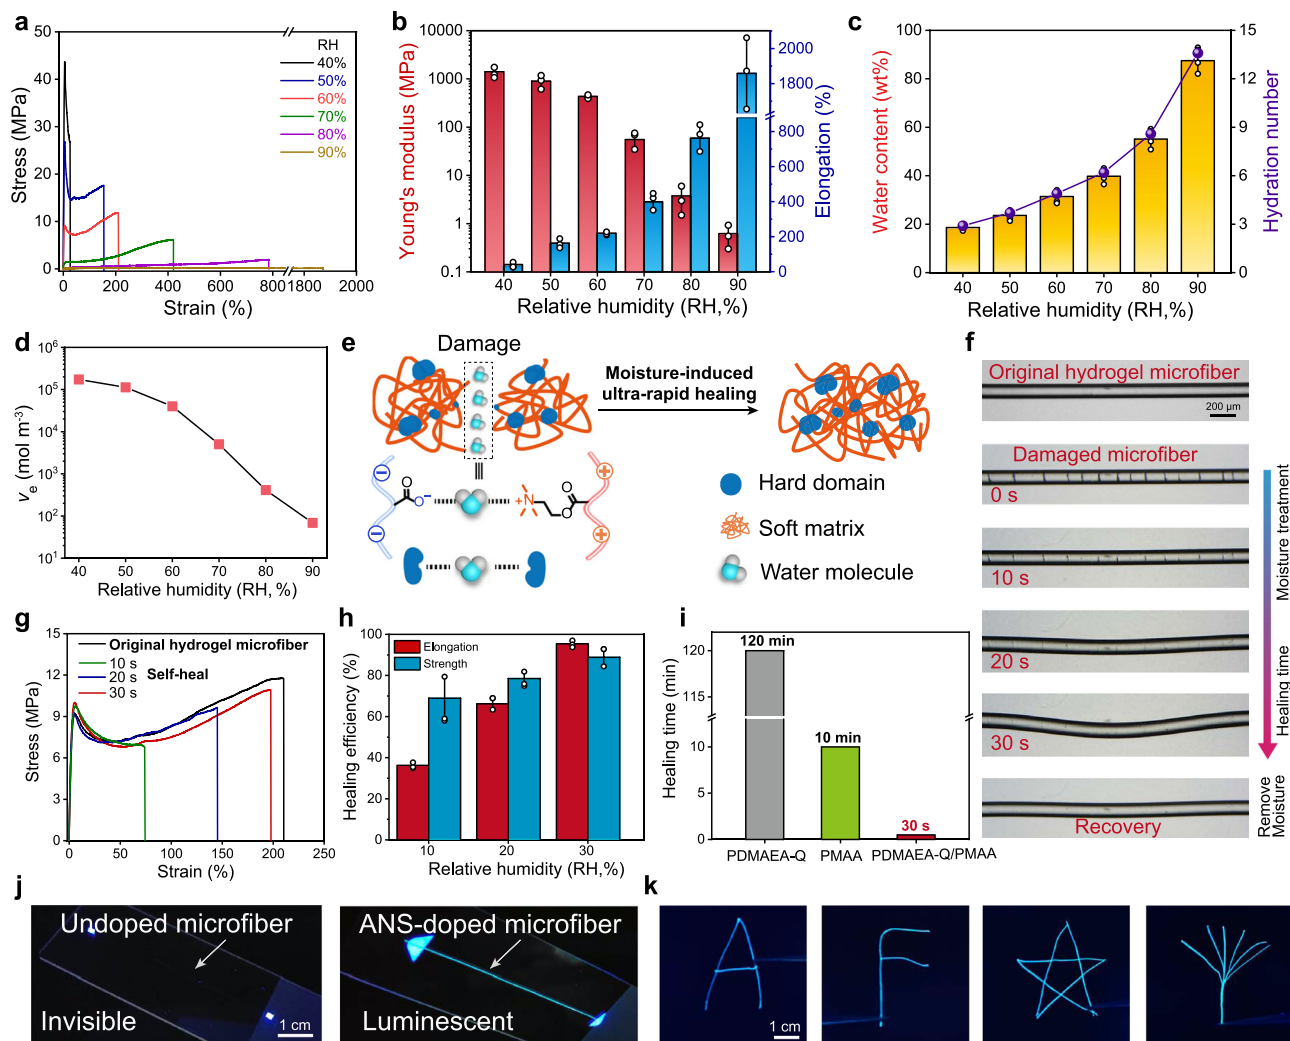 a
50
40
30
20
10
0
Stress (MPa)
0
200
400
600
800
1800
2000
Strain (%)
RH
40%
50%
60%
70%
80%
90%
b
10000
1000
100
10
1
0.1
Young's modulus (MPa)
40
50
60
70
80
90
Relative humidity (RH,%)
2000
1800
800
600
400
200
0
Elongation (%)
c
100
80
60
40
20
0
Water content (wt%)
40
50
60
70
80
90
Relative humidity (RH,%)
15
12
9
6
3
0
Hydration number
d
10⁶
10⁵
10⁴
10³
10²
10¹
νe (mol m⁻³)
40
50
60
70
80
90
Relative humidity (RH, %)
e
Damage
Moisture-induced
ultra-rapid healing
O
O⁻
+N
O
O
Hard domain
Soft matrix
Water molecule
f
Original hydrogel microfiber
200 µm
Damaged microfiber
0 s
10 s
20 s
30 s
Recovery
Moisture treatment
Healing time
Remove
Moisture
g
15
12
9
6
3
0
Stress (MPa)
0
50
100
150
200
250
Strain (%)
Original hydrogel microfiber
10 s
20 s
30 s
Self-heal
h
100
80
60
40
20
0
Healing efficiency (%)
Elongation
Strength
10
20
30
Relative humidity (RH,%)
i
120
115
10
5
0
Healing time (min)
120 min
10 min
30 s
PDMAEA-Q
PMAA
PDMAEA-Q/PMAA
j
Undoped microfiber
Invisible
1 cm
ANS-doped microfiber
Luminescent
k
A
1 cm
F